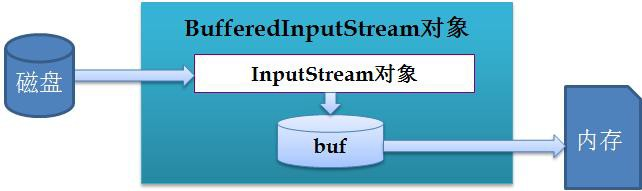 BufferedInputStream对象
磁盘
InputStream对象
buf
内存